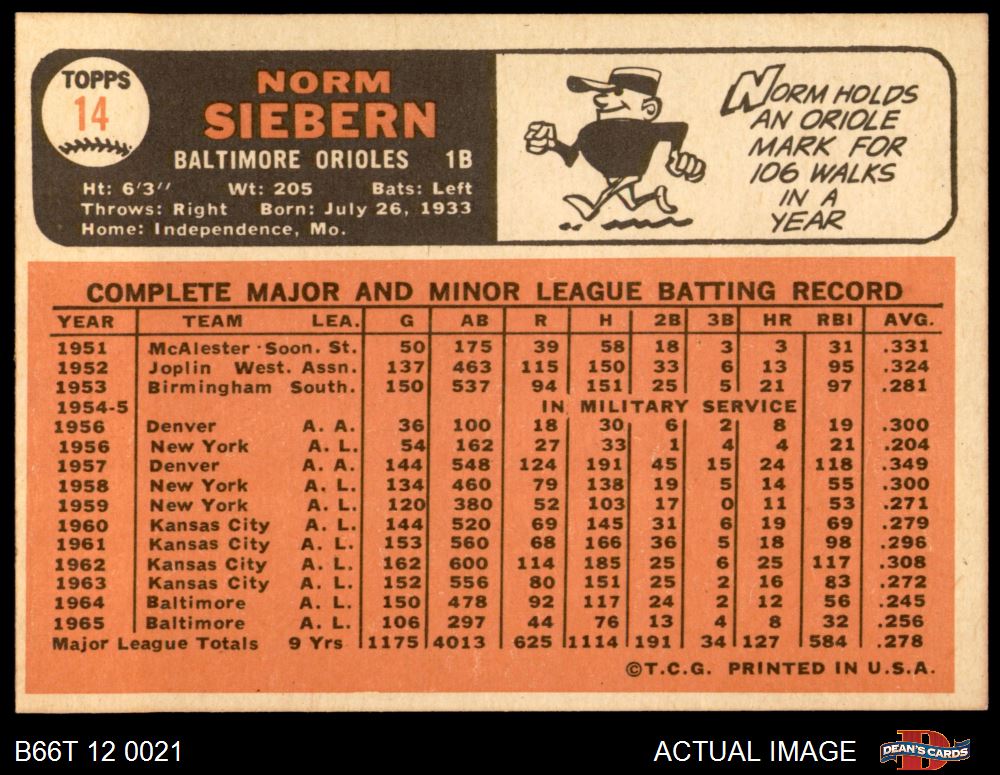 TOPPS
14
NORM
SIEBERN
BALTIMORE ORIOLES 1B
Ht: 6'3" Wt: 205 Bats: Left
Throws: Right Born: July 26, 1933
Home: Independence, Mo.
NORM HOLDS
AN ORIOLE
MARK FOR
106 WALKS
IN A
YEAR
COMPLETE MAJOR AND MINOR LEAGUE BATTING RECORD
YEAR TEAM LEA. G AB R H 2B 3B HR RBI AVG.
1951 McAlester Soon. St. 50 175 39 58 18 3 3 31 .331
1952 Joplin West. Assn. 137 463 115 150 33 6 13 95 .324
1953 Birmingham South. 150 537 94 151 25 5 21 97 .281
1954-5 IN MILITARY SERVICE
1956 Denver A. A. 36 100 18 30 6 2 8 19 .300
1956 New York A. L. 54 162 27 33 1 4 4 21 .204
1957 Denver A. A. 144 548 124 191 45 15 24 118 .349
1958 New York A. L. 134 460 79 138 19 5 14 55 .300
1959 New York A. L. 120 380 52 103 17 0 11 53 .271
1960 Kansas City A. L. 144 520 69 145 31 6 19 69 .279
1961 Kansas City A. L. 153 560 68 166 36 5 18 98 .296
1962 Kansas City A. L. 162 600 114 185 25 6 25 117 .308
1963 Kansas City A. L. 152 556 80 151 25 2 16 83 .272
1964 Baltimore A. L. 150 478 92 117 24 2 12 56 .245
1965 Baltimore A. L. 106 297 44 76 13 4 8 32 .256
Major League Totals 9 Yrs 1175 4013 625 1114 191 34 127 584 .278
©T.C.G. PRINTED IN U.S.A.
B66T 12 0021 ACTUAL IMAGE DEAN'S CARDS